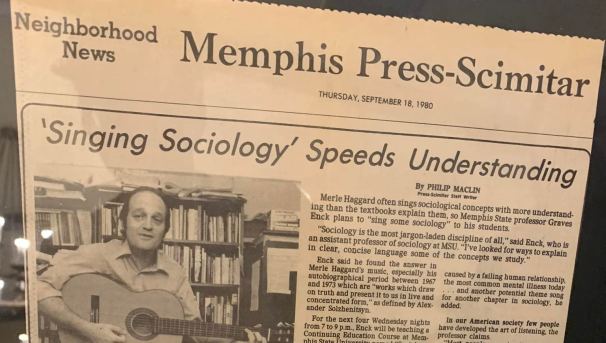 Neighborhood
News
Memphis Press-Scimitar
THURSDAY, SEPTEMBER 18, 1980
'Singing Sociology' Speeds Understanding
By PHILIP MACLIN
Press-Scimitar Staff Writer
Merle Haggard often sings sociological concepts with more understand-
ing than the textbooks explain them, so Memphis State professor Graves
Enck plans to "sing some sociology" to his students.
"Sociology is the most jargon-laden discipline of all," said Enck, who is
an assistant professor of sociology at MSU. "I've looked for ways to explain
in clear, concise language some of the concepts we study."
Enck said he found the answer in
Merle Haggard's music, especially his
autobiographical period between 1967
and 1973 which are "works which draw
on truth and present it to us in live and
concentrated form," as defined by Alex-
ander Solzhenitsyn.
For the next four Wednesday nights
from 7 to 9 p.m., Enck will be teaching a
Continuing Education Course at Mem-
phis State University
caused by a failing human relationship,
the most common mental illness today
. . . and another potential theme song
for another chapter in sociology, he
added.
In our American society few people
have developed the art of listening, the
professor claims.